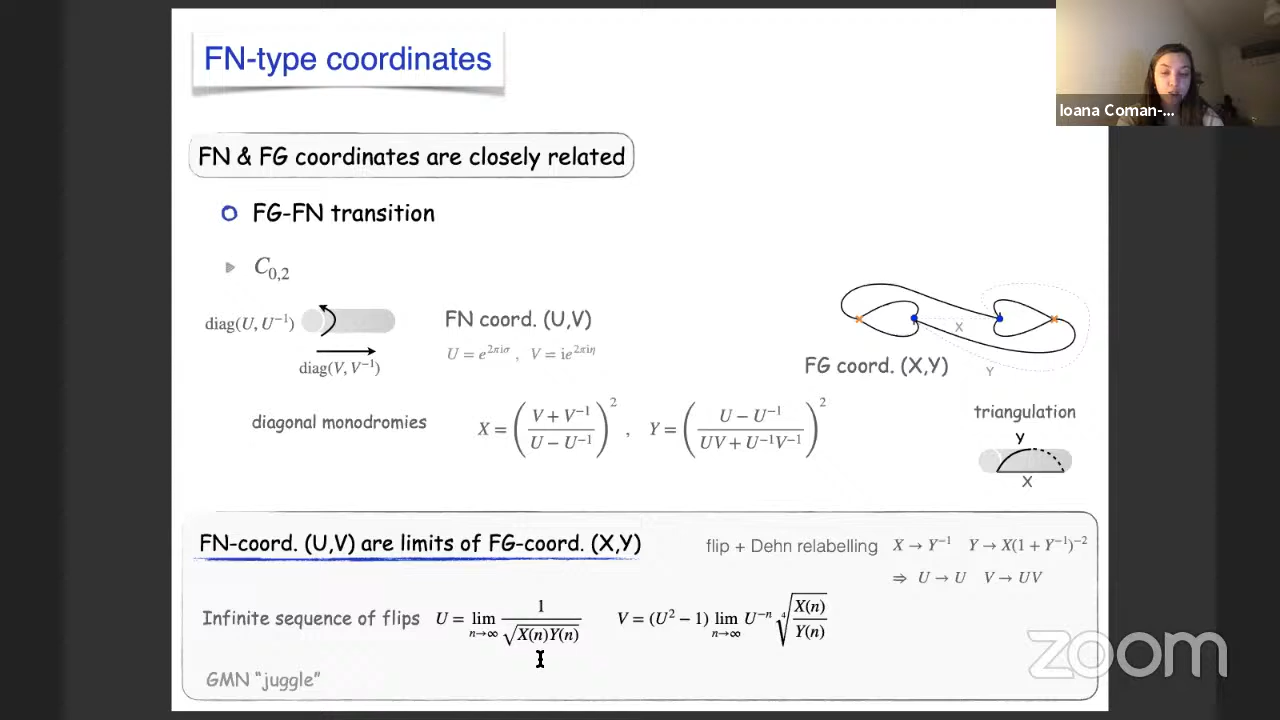 FN-type coordinates
Ioana Coman-...
FN & FG coordinates are closely related
FG-FN transition
C_{0,2}
diag(U, U⁻¹)
diag(V, V⁻¹)
FN coord. (U,V)
U = e^{2πiσ} , V = ie^{2πiη}
X
Y
FG coord. (X,Y)
diagonal monodromies
X = ( (V + V⁻¹) / (U − U⁻¹) )² , Y = ( (U − U⁻¹) / (UV + U⁻¹V⁻¹) )²
triangulation
Y
X
FN-coord. (U,V) are limits of FG-coord. (X,Y)
flip + Dehn relabelling X → Y⁻¹ Y → X(1 + Y⁻¹)⁻²
⇒ U → U V → UV
Infinite sequence of flips U = lim_{n→∞} 1 / √(X(n)Y(n)) V = (U² − 1) lim_{n→∞} U⁻ⁿ ∜(X(n) / Y(n))
GMN "juggle"
zoom